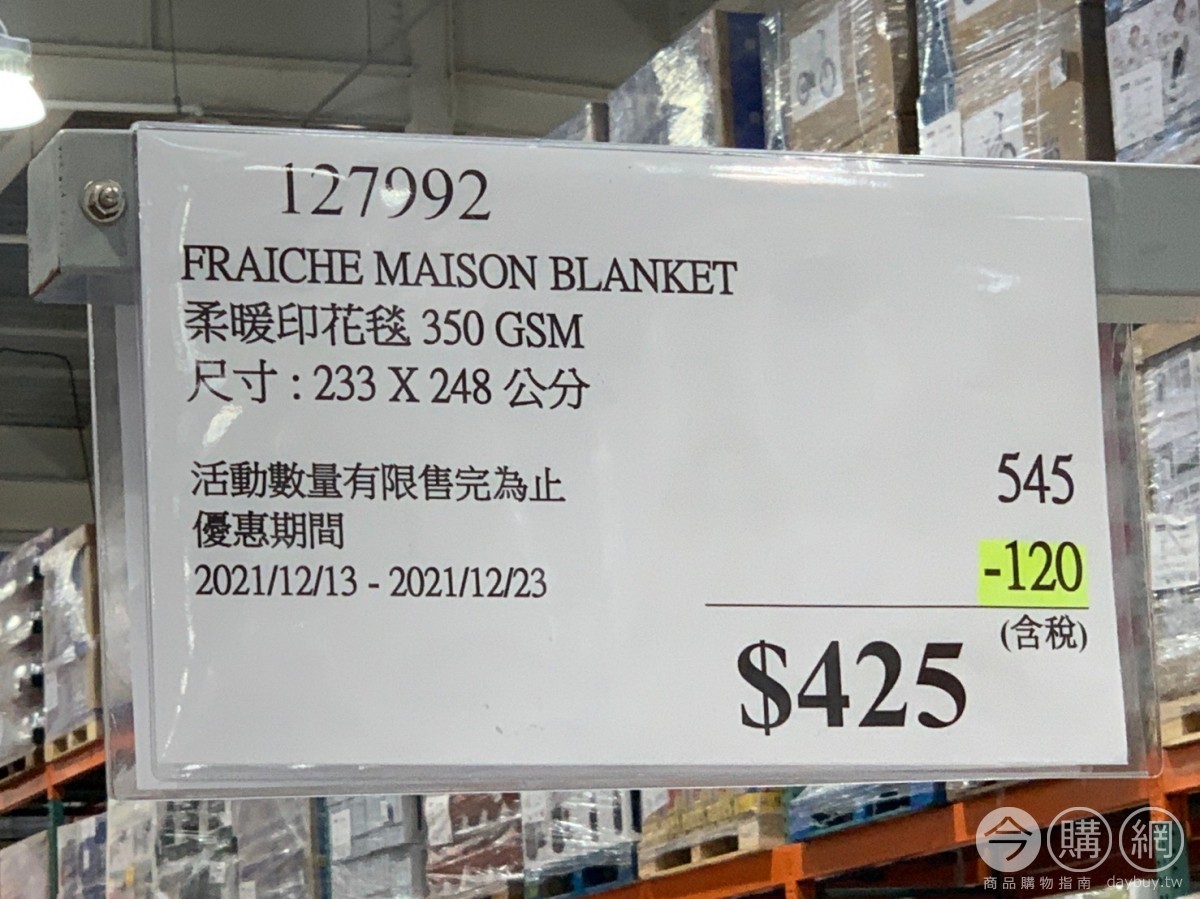 127992
FRAICHE MAISON BLANKET
柔暖印花毯 350 GSM
尺寸 : 233 X 248 公分
活動數量有限售完為止
優惠期間
2021/12/13 - 2021/12/23
545
-120
(含稅)
$425
今購網
商品購物指南 daybuy.tw